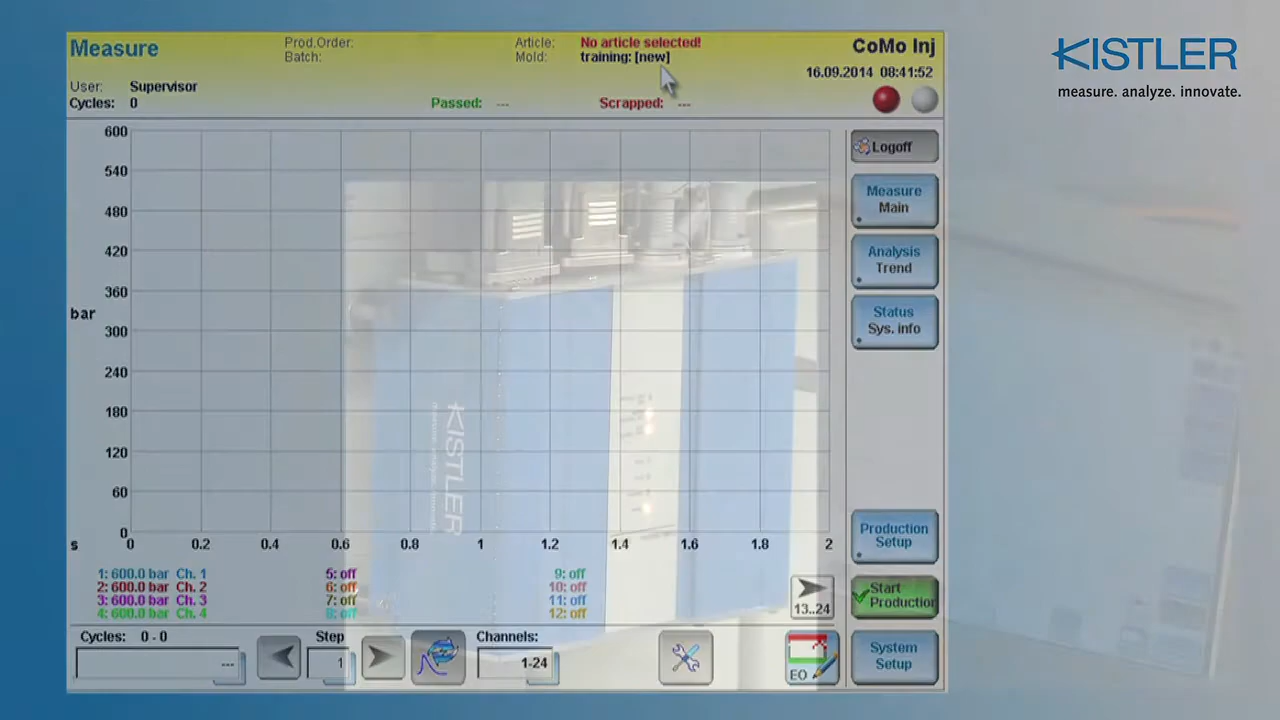 Measure
Prod.Order:
Batch:
Article: No article selected!
Mold: training: [new]
CoMo Inj
16.09.2014 08:41:52
User: Supervisor
Cycles: 0
Passed: ---
Scrapped: ---
KISTLER
measure. analyze. innovate.
600
540
480
420
360
bar
300
240
180
120
60
0
s 0 0.2 0.4 0.6 0.8 1 1.2 1.4 1.6 1.8 2
Logoff
Measure
Main
Analysis
Trend
Status
Sys. info
Production
Setup
Start
Production
System
Setup
KISTLER
measure. analyze. innovate.
1: 600.0 bar Ch. 1 5: off 9: off
2: 600.0 bar Ch. 2 6: off 10: off
3: 600.0 bar Ch. 3 7: off 11: off
4: 600.0 bar Ch. 4 8: off 12: off
13..24
Cycles: 0 - 0 Step Channels:
--- 1 1-24
EO